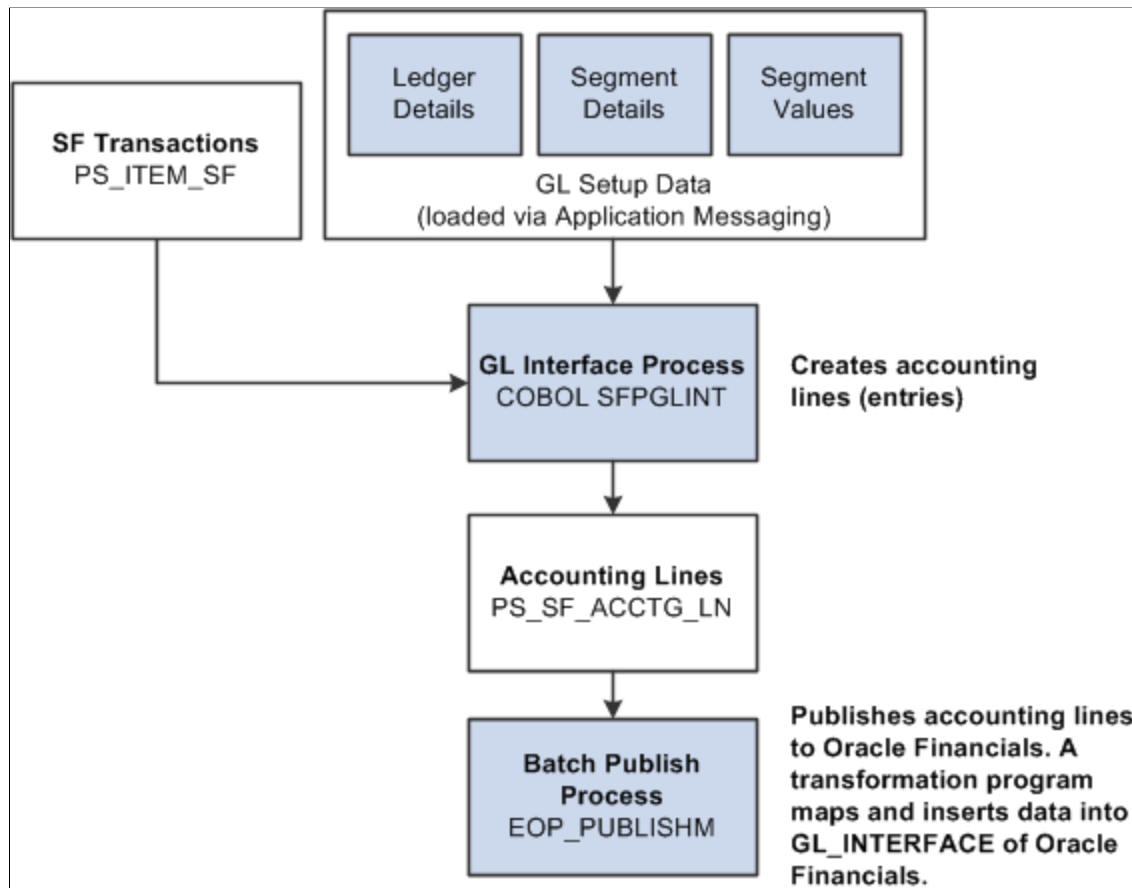 Ledger
Details
Segment
Details
Segment
Values
GL Setup Data
(loaded via Application Messaging)
SF Transactions
PS_ITEM_SF
GL Interface Process
COBOL SFPGLINT
Creates accounting
lines (entries)
Accounting Lines
PS_SF_ACCTG_LN
Batch Publish
Process
EOP_PUBLISHM
Publishes accounting lines
to Oracle Financials. A
transformation program
maps and inserts data into
GL_INTERFACE of Oracle
Financials.